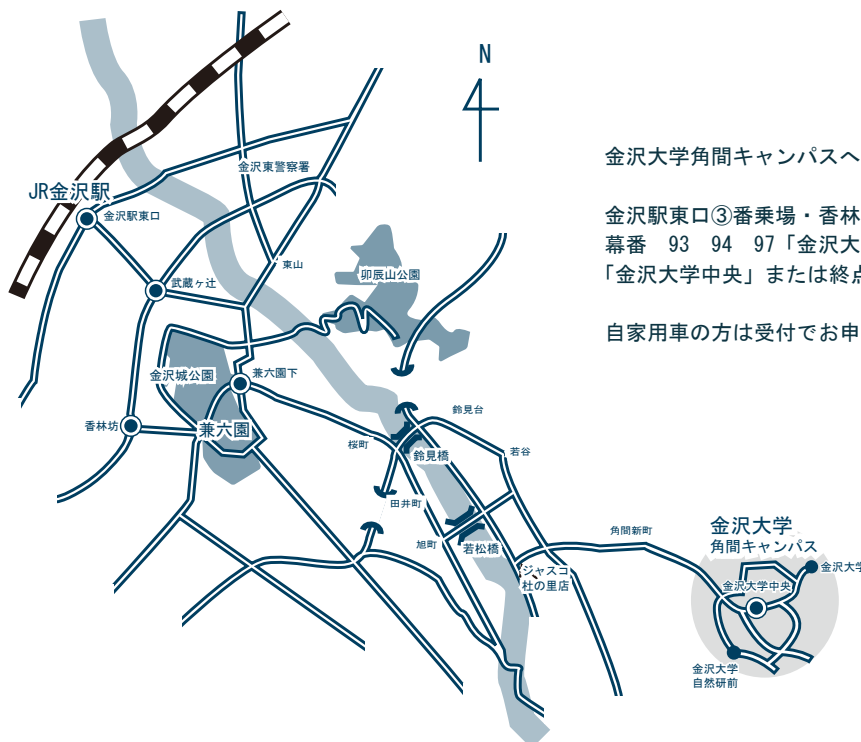 N
金沢大学角間キャンパスへ
金沢駅東口③番乗場・香林
幕番 93 94 97「金沢大
「金沢大学中央」または終点
自家用車の方は受付でお申
金沢東警察署
JR金沢駅
金沢駅東口
東山
卯辰山公園
武蔵ヶ辻
金沢城公園
兼六園下
香林坊
兼六園
桜町
鈴見台
鈴見橋
若谷
田井町
旭町
若松橋
角間新町
ジャスコ
杜の里店
金沢大学
角間キャンパス
金沢大学
金沢大学中央
金沢大学
自然研前